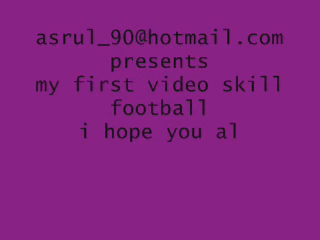 asrul_90@hotmail.com
presents
my first video skill
football
i hope you al